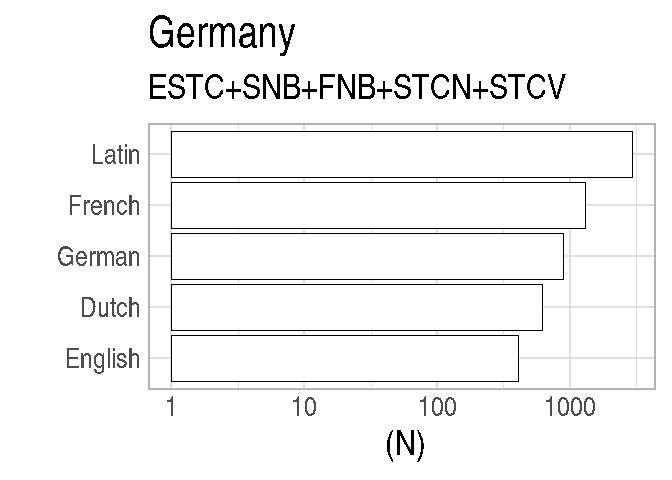 Germany
ESTC+SNB+FNB+STCN+STCV
Latin
French
German
Dutch
English
1 10 100 1000
(N)